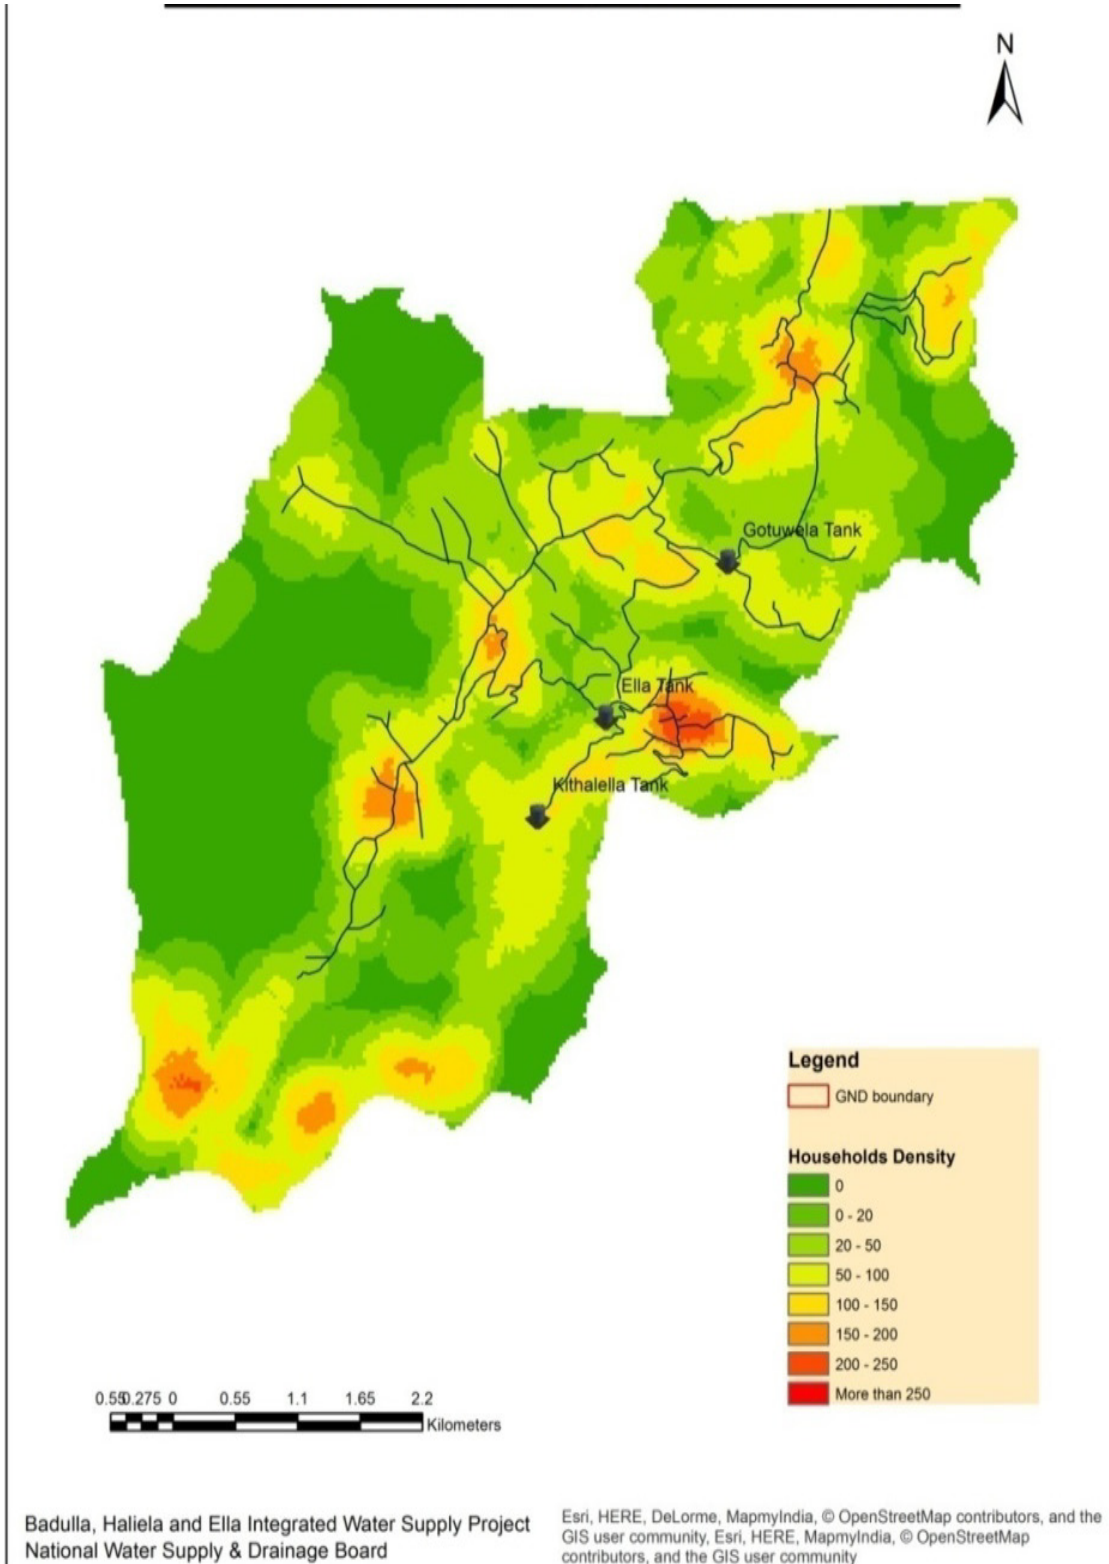 N
Gotuwela Tank
Ella Tank
Kithalella Tank
Legend
GND boundary
Households Density
0
0 - 20
20 - 50
50 - 100
100 - 150
150 - 200
200 - 250
More than 250
0.55 0.275 0 0.55 1.1 1.65 2.2
Kilometers
Badulla, Haliela and Ella Integrated Water Supply Project
National Water Supply & Drainage Board
Esri, HERE, DeLorme, MapmyIndia, © OpenStreetMap contributors, and the
GIS user community, Esri, HERE, MapmyIndia, © OpenStreetMap
contributors, and the GIS user community